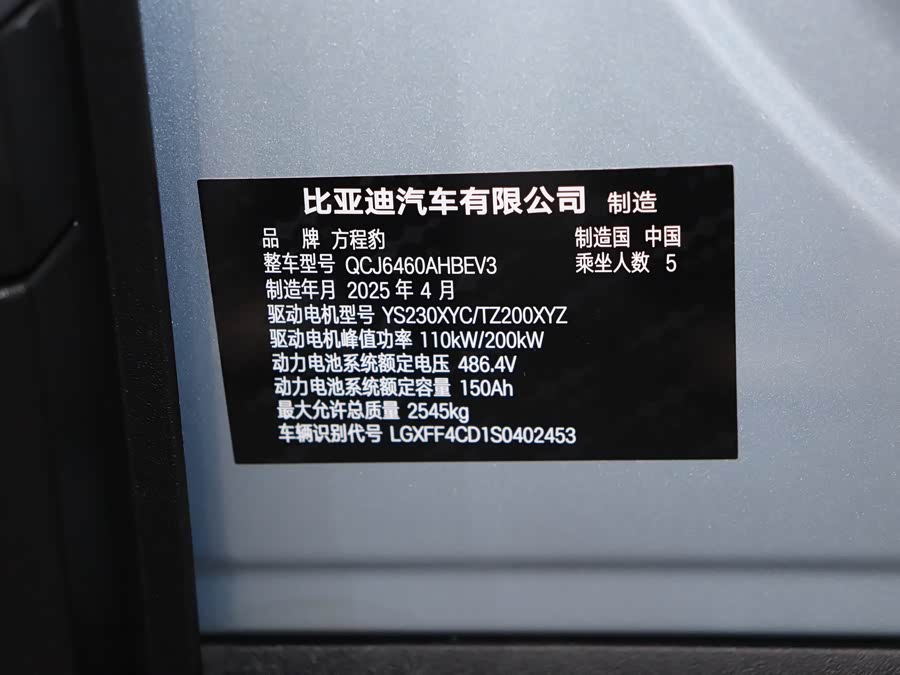 比亚迪汽车有限公司 制造
品 牌 方程豹 制造国 中国
整车型号 QCJ6460AHBEV3 乘坐人数 5
制造年月 2025 年 4 月
驱动电机型号 YS230XYC/TZ200XYZ
驱动电机峰值功率 110kW/200kW
动力电池系统额定电压 486.4V
动力电池系统额定容量 150Ah
最大允许总质量 2545kg
车辆识别代号 LGXFF4CD1S0402453